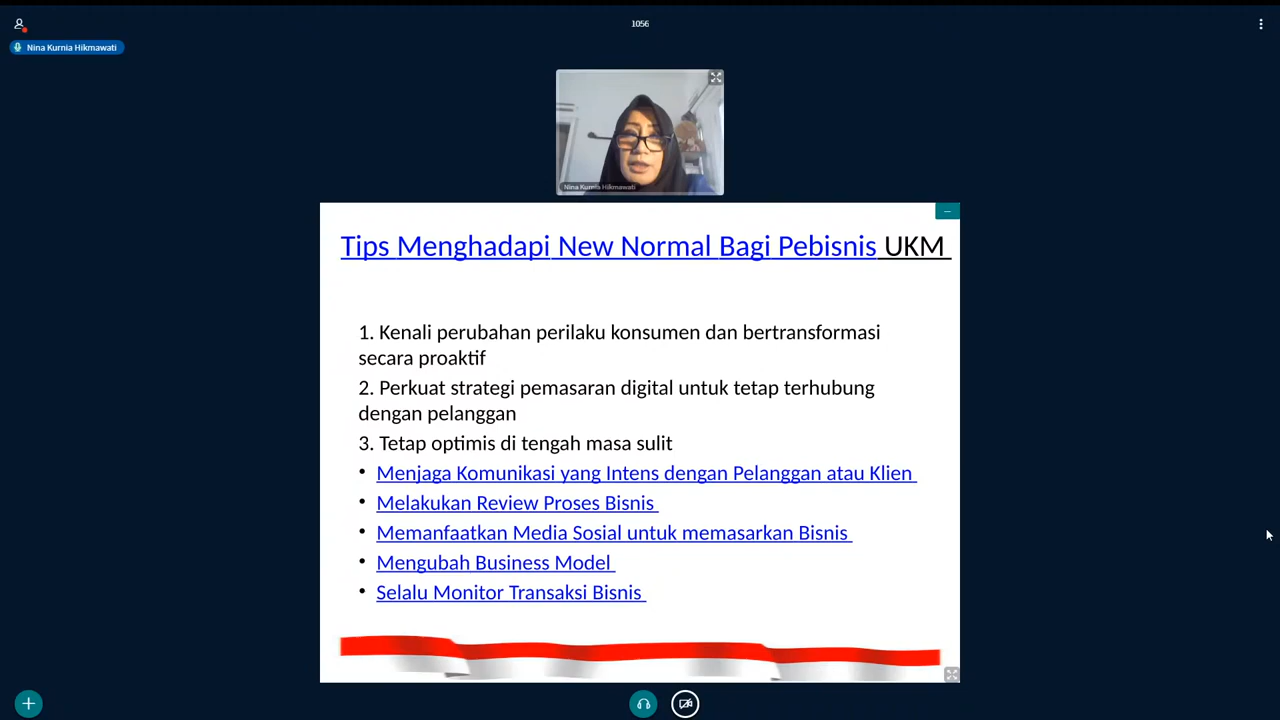 1056
Nina Kurnia Hikmawati
Nina Kurnia Hikmawati
Tips Menghadapi New Normal Bagi Pebisnis UKM
1. Kenali perubahan perilaku konsumen dan bertransformasi
secara proaktif
2. Perkuat strategi pemasaran digital untuk tetap terhubung
dengan pelanggan
3. Tetap optimis di tengah masa sulit
• Menjaga Komunikasi yang Intens dengan Pelanggan atau Klien
• Melakukan Review Proses Bisnis
• Memanfaatkan Media Sosial untuk memasarkan Bisnis
• Mengubah Business Model
• Selalu Monitor Transaksi Bisnis